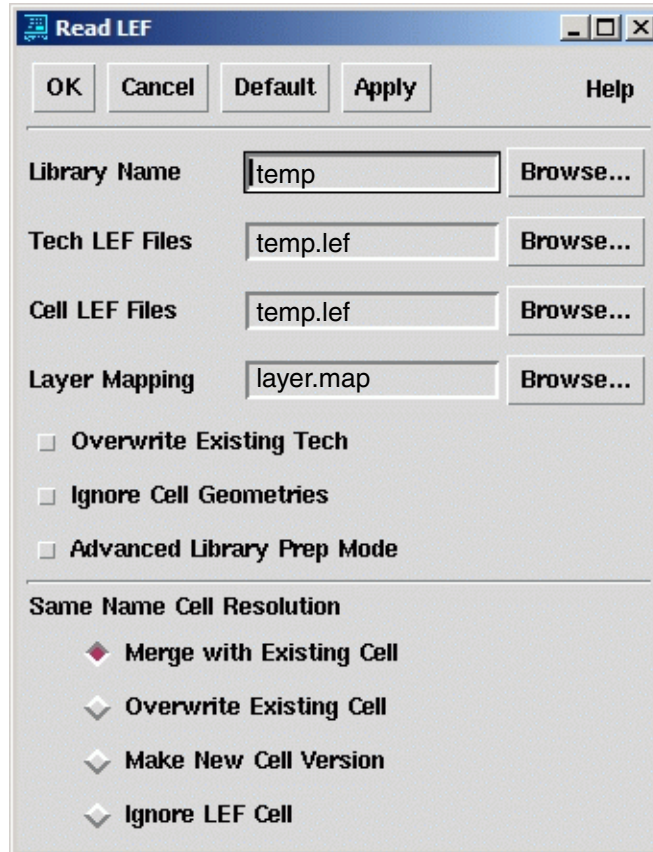 Read LEF
OK Cancel Default Apply Help
Library Name temp Browse...
Tech LEF Files temp.lef Browse...
Cell LEF Files temp.lef Browse...
Layer Mapping layer.map Browse...
Overwrite Existing Tech
Ignore Cell Geometries
Advanced Library Prep Mode
Same Name Cell Resolution
Merge with Existing Cell
Overwrite Existing Cell
Make New Cell Version
Ignore LEF Cell